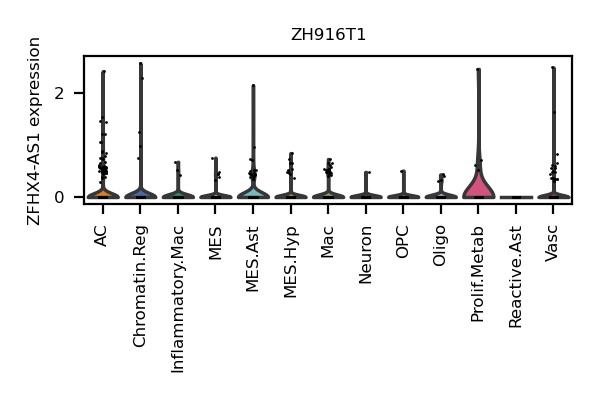 ZH916T1
ZFHX4-AS1 expression
2
0
AC
Chromatin.Reg
Inflammatory.Mac
MES
MES.Ast
MES.Hyp
Mac
Neuron
OPC
Oligo
Prolif.Metab
Reactive.Ast
Vasc